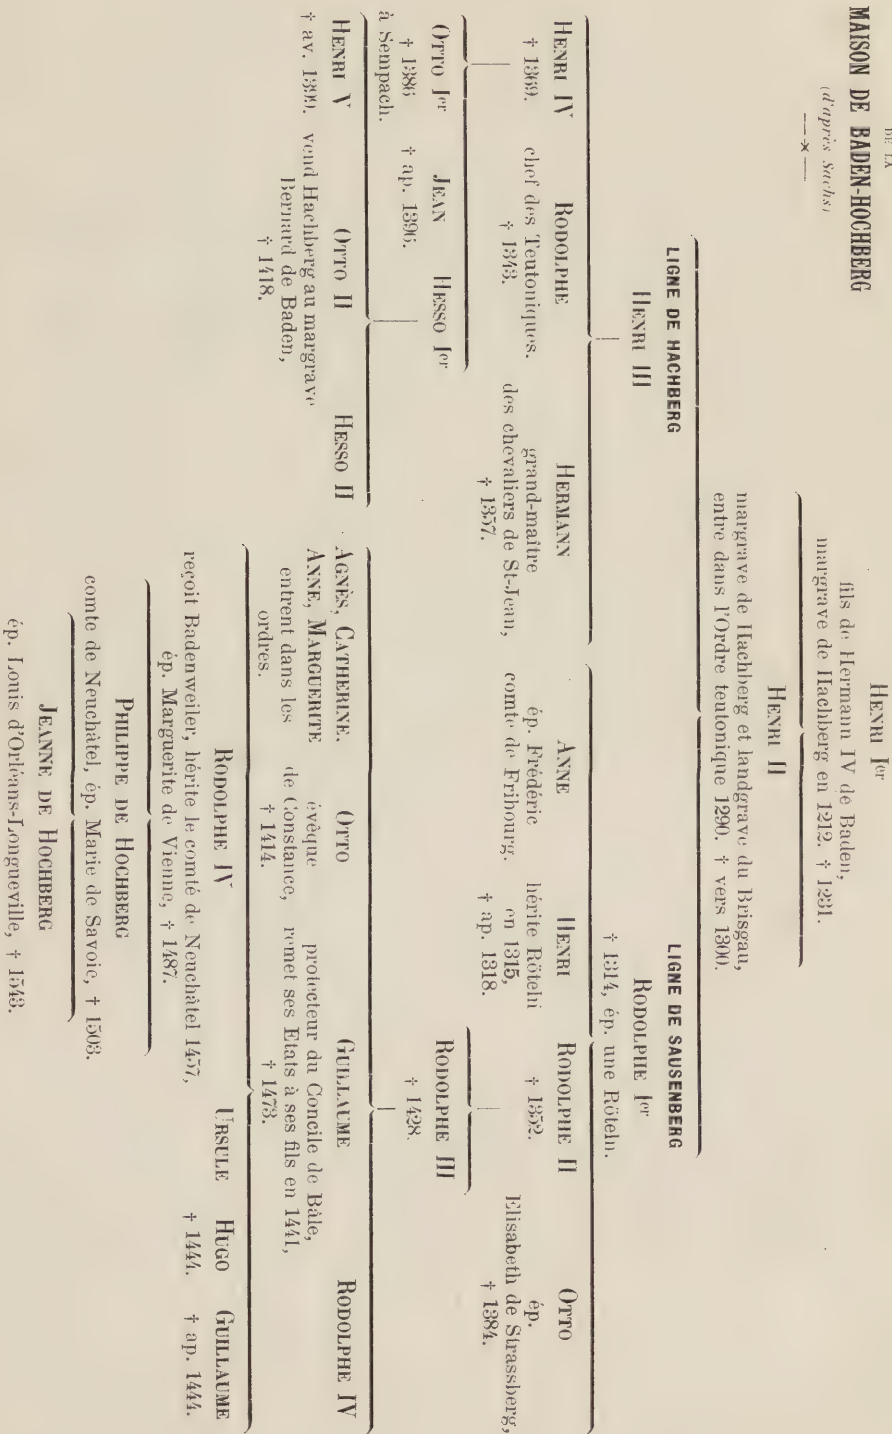 DE LA
MAISON DE BADEN-HOCHBERG
(d'après Sachs)
HENRI Ier
fils de Hermann IV de Baden,
margrave de Hachberg en 1212. † 1231.
HENRI II
margrave de Hachberg et landgrave du Brisgau,
entre dans l'Ordre teutonique 1290. † vers 1300.
LIGNE DE HACHBERG
HENRI III
LIGNE DE SAUSENBERG
RODOLPHE Ier
† 1314, ép. une Röteln.
HENRI IV
† 1369.
RODOLPHE
chef des Teutoniques.
† 1343.
HERMANN
grand-maître
des chevaliers de St-Jean,
† 1357.
ANNE
ép. Frédéric
comte de Fribourg.
HENRI
hérite Röteln
en 1315,
† ap. 1318.
RODOLPHE II
† 1352.
OTTO
ép.
Elisabeth de Strassberg,
† 1384.
OTTO Ier
† 1386
à Sempach.
JEAN
† ap. 1396.
HESSO Ier
RODOLPHE III
† 1428.
HENRI V
† av. 1399.
OTTO II
vend Hachberg au margrave
Bernard de Baden,
† 1418.
HESSO II
AGNÈS, CATHERINE.
ANNE, MARGUERITE
entrent dans les
ordres.
OTTO
évêque
de Constance,
† 1414.
GUILLAUME
protecteur du Concile de Bâle,
remet ses Etats à ses fils en 1441,
† 1473.
RODOLPHE IV
RODOLPHE IV
reçoit Badenweiler, hérite le comté de Neuchâtel 1457,
ép. Marguerite de Vienne, † 1487.
URSULE
HUGO
† 1444.
GUILLAUME
† ap. 1444.
PHILIPPE DE HOCHBERG
comte de Neuchâtel, ép. Marie de Savoie, † 1503.
JEANNE DE HOCHBERG
ép. Louis d'Orléans-Longueville, † 1543.